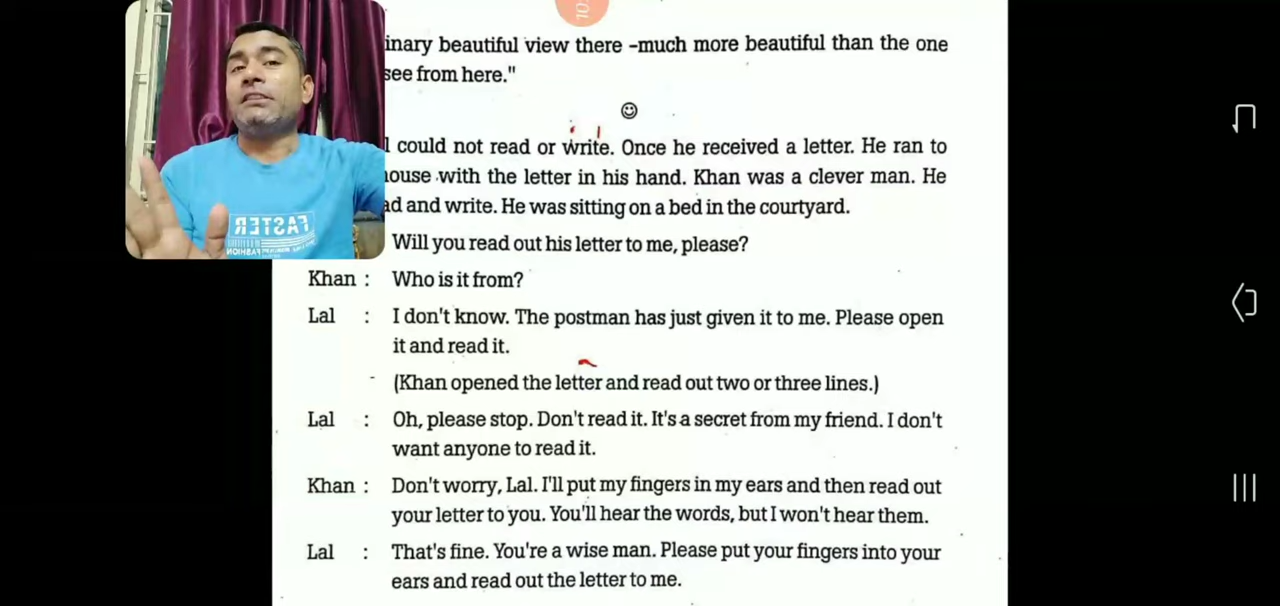 inary beautiful view there -much more beautiful than the one
see from here."
l could not read or write. Once he received a letter. He ran to
ouse with the letter in his hand. Khan was a clever man. He
ad and write. He was sitting on a bed in the courtyard.
Will you read out his letter to me, please?
Khan : Who is it from?
Lal : I don't know. The postman has just given it to me. Please open
it and read it.
(Khan opened the letter and read out two or three lines.)
Lal : Oh, please stop. Don't read it. It's a secret from my friend. I don't
want anyone to read it.
Khan : Don't worry, Lal. I'll put my fingers in my ears and then read out
your letter to you. You'll hear the words, but I won't hear them.
Lal : That's fine. You're a wise man. Please put your fingers into your
ears and read out the letter to me.
FASTER
FASHION